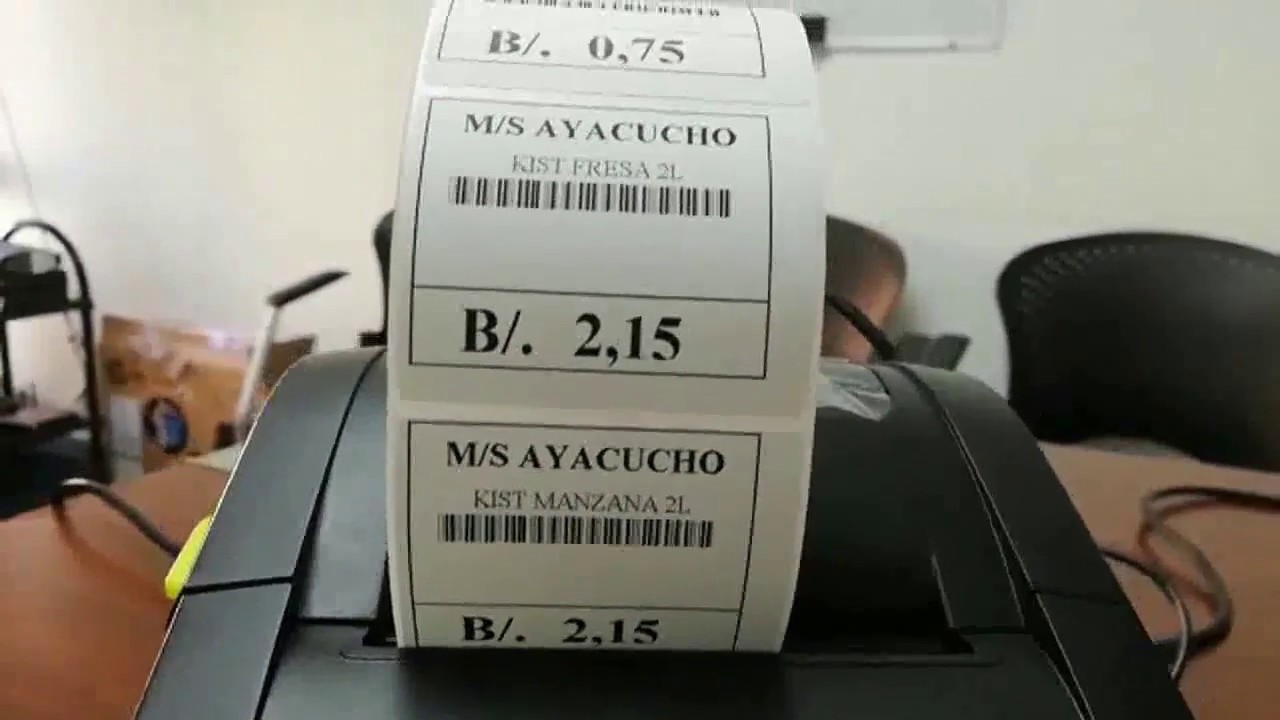 B/. 0,75
M/S AYACUCHO
KIST FRESA 2L
B/. 2,15
M/S AYACUCHO
KIST MANZANA 2L
B/. 2,15